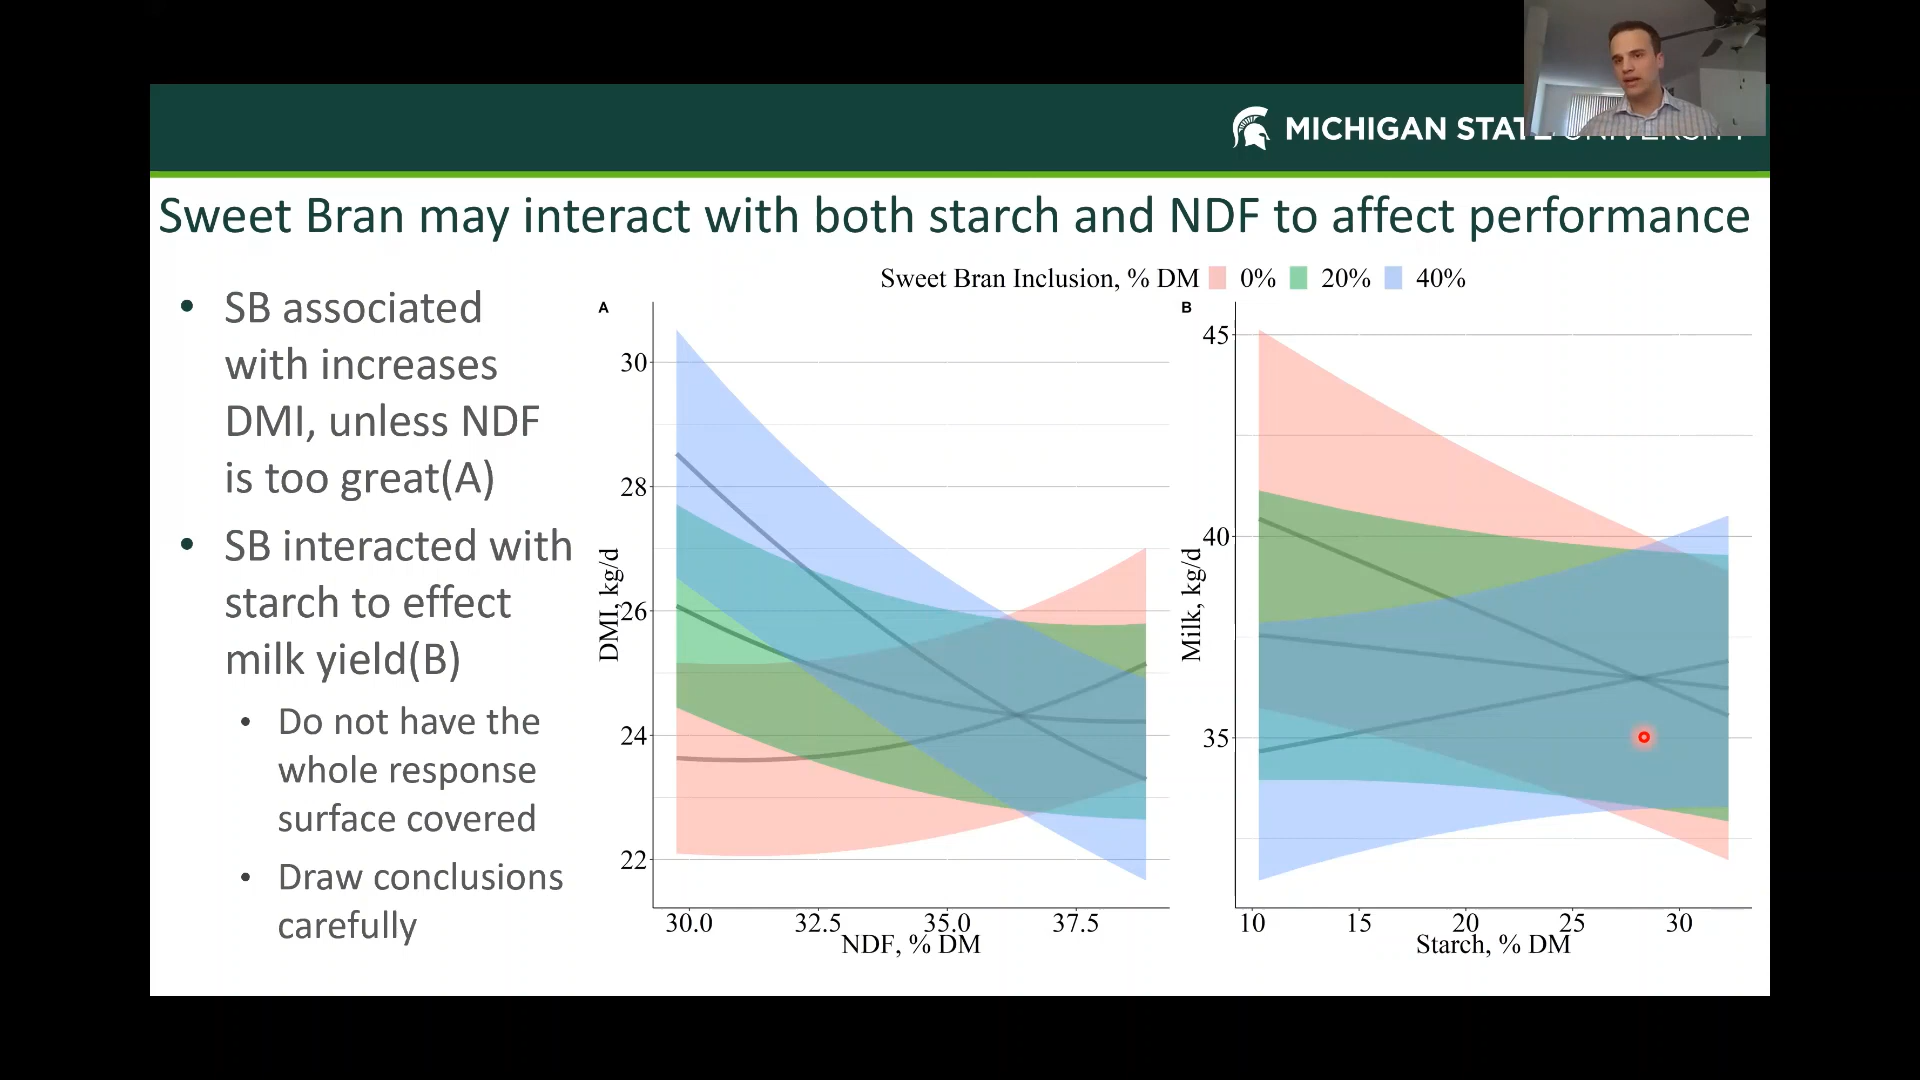 MICHIGAN STATE UNIVERSITY
Sweet Bran may interact with both starch and NDF to affect performance
• SB associated
with increases
DMI, unless NDF
is too great(A)
• SB interacted with
starch to effect
milk yield(B)
• Do not have the
whole response
surface covered
• Draw conclusions
carefully
Sweet Bran Inclusion, % DM 0% 20% 40%
A
DMI, kg/d
30
28
26
24
22
30.0 32.5 35.0 37.5
NDF, % DM
B
Milk, kg/d
45
40
35
10 15 20 25 30
Starch, % DM